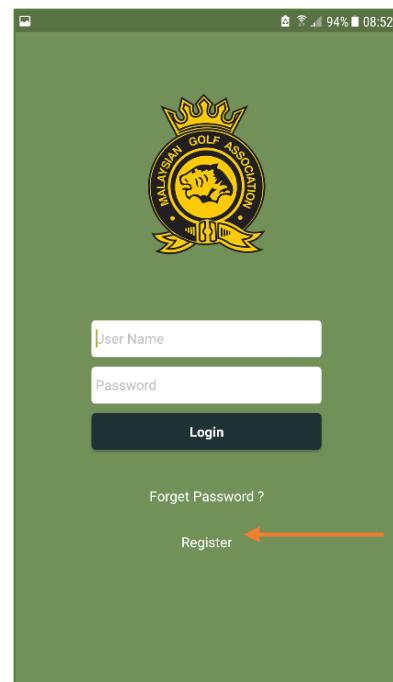 94% 08:52
MALAYSIAN GOLF ASSOCIATION
User Name
Password
Login
Forget Password ?
Register